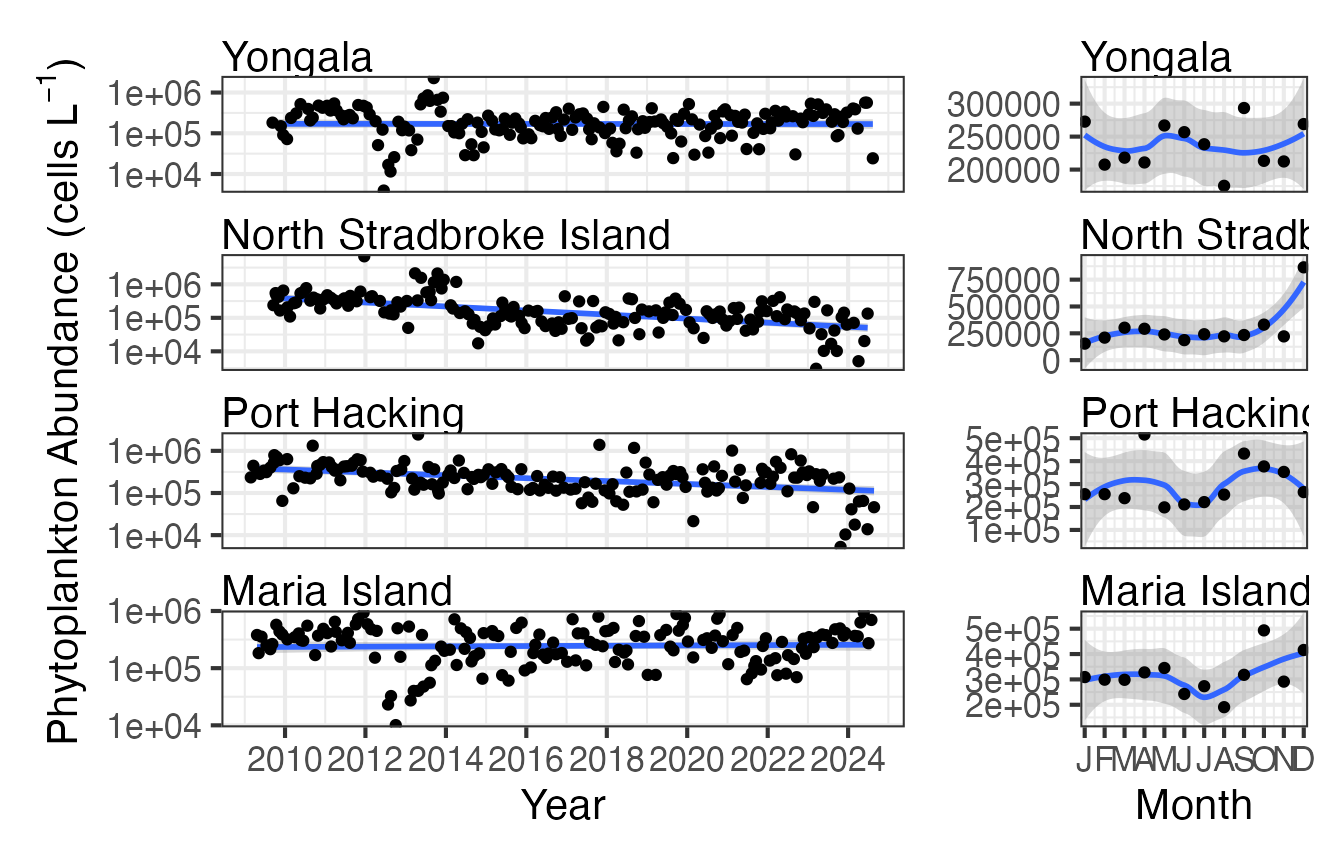 Phytoplankton Abundance (cells L⁻¹)
Yongala
1e+06
1e+05
1e+04
North Stradbroke Island
1e+06
1e+05
1e+04
Port Hacking
1e+06
1e+05
1e+04
Maria Island
1e+06
1e+05
1e+04
2010 2012 2014 2016 2018 2020 2022 2024
Year
Yongala
300000
250000
200000
North Stradb
750000
500000
250000
0
Port Hacking
5e+05
4e+05
3e+05
2e+05
1e+05
Maria Island
5e+05
4e+05
3e+05
2e+05
J F M A M J J A S O N D
Month